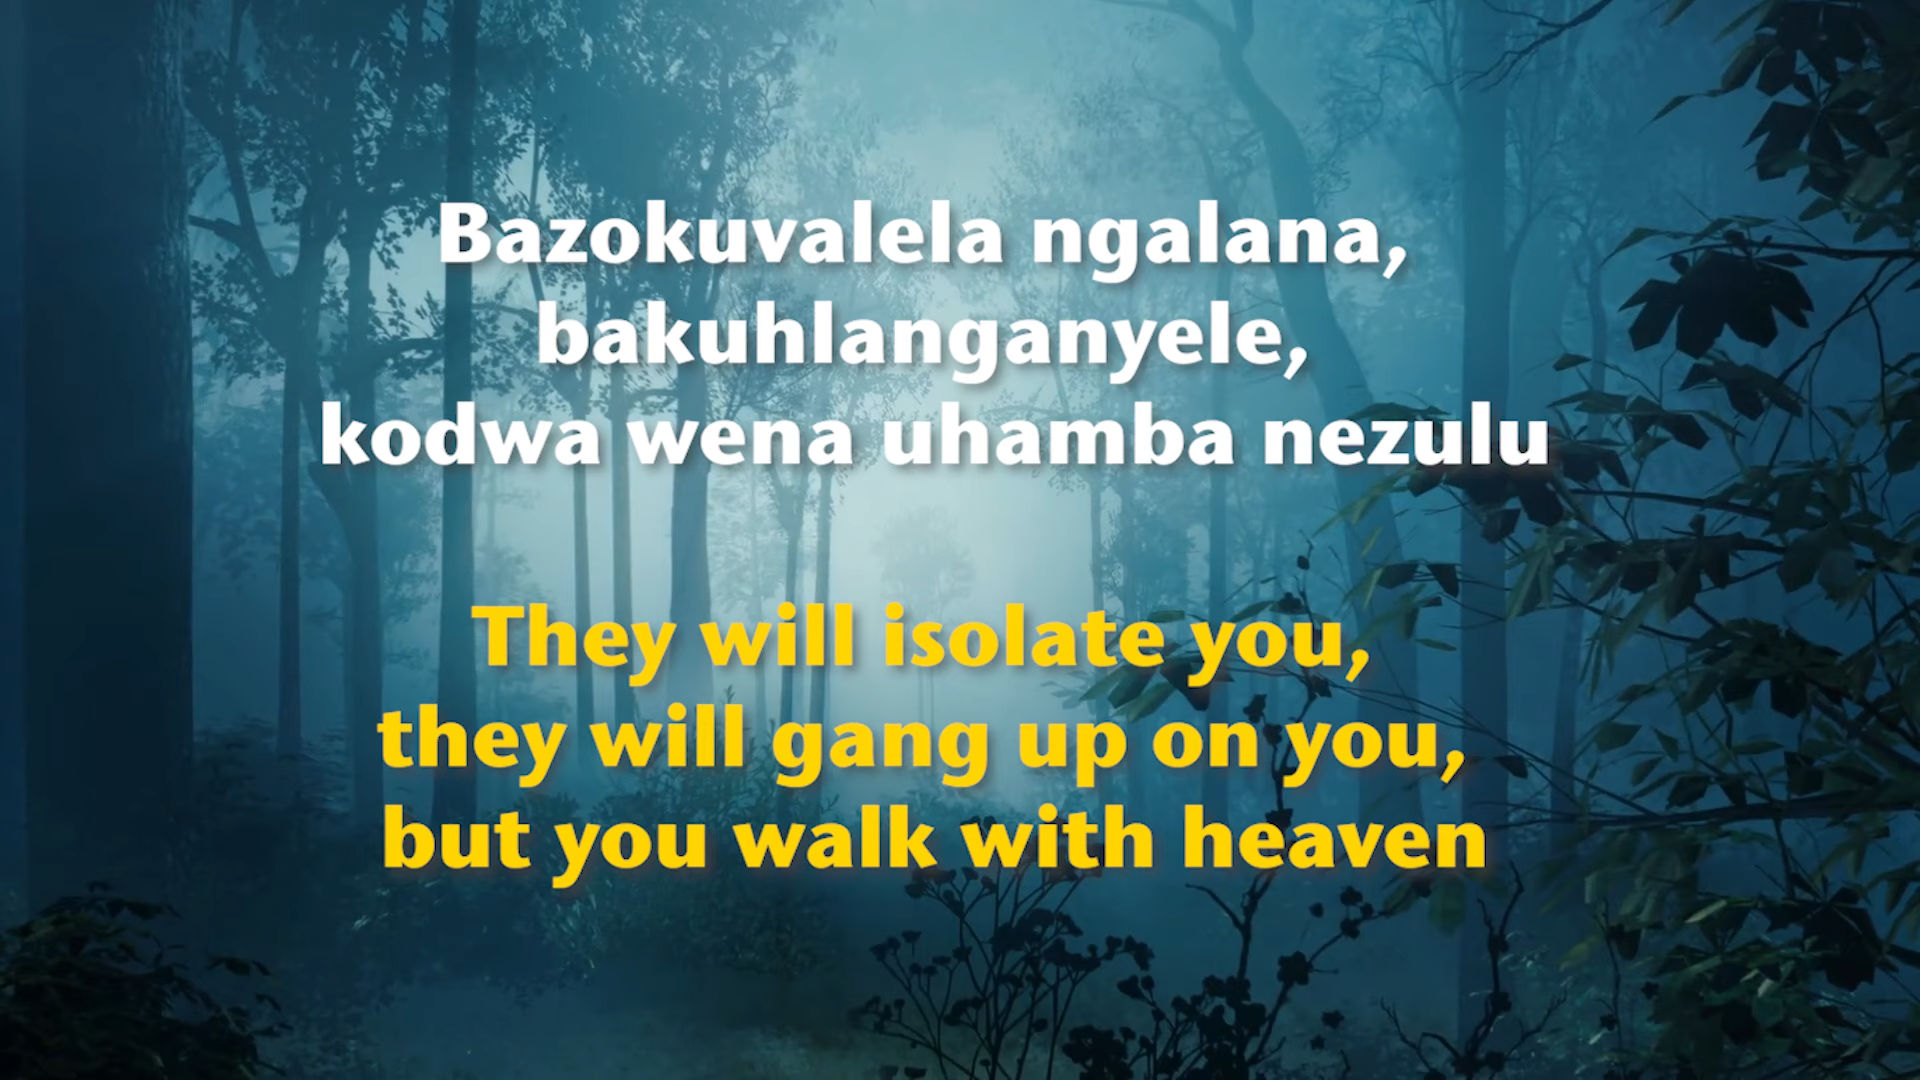 Bazokuvalela ngalana,
bakuhlanganyele,
kodwa wena uhamba nezulu
They will isolate you,
they will gang up on you,
but you walk with heaven